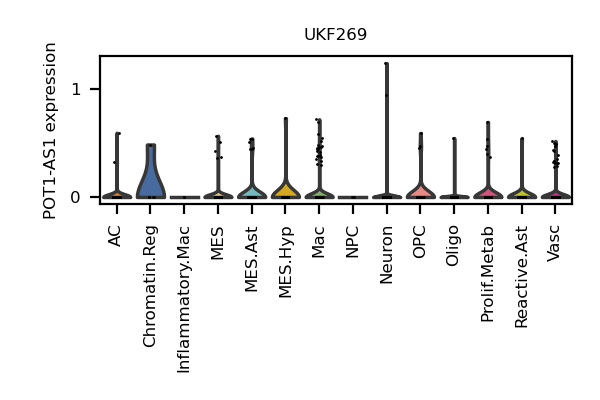 UKF269
POT1-AS1 expression
1
0
AC
Chromatin.Reg
Inflammatory.Mac
MES
MES.Ast
MES.Hyp
Mac
NPC
Neuron
OPC
Oligo
Prolif.Metab
Reactive.Ast
Vasc